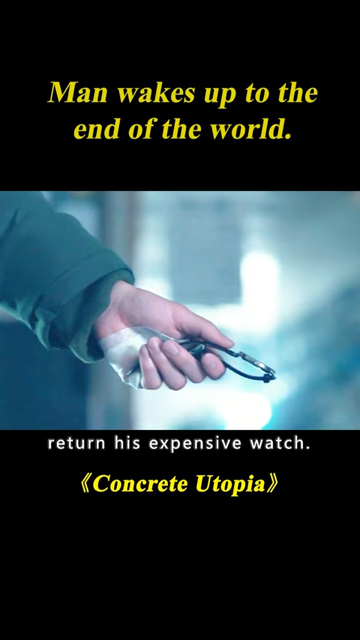 Man wakes up to the
end of the world.
return his expensive watch.
《Concrete Utopia》